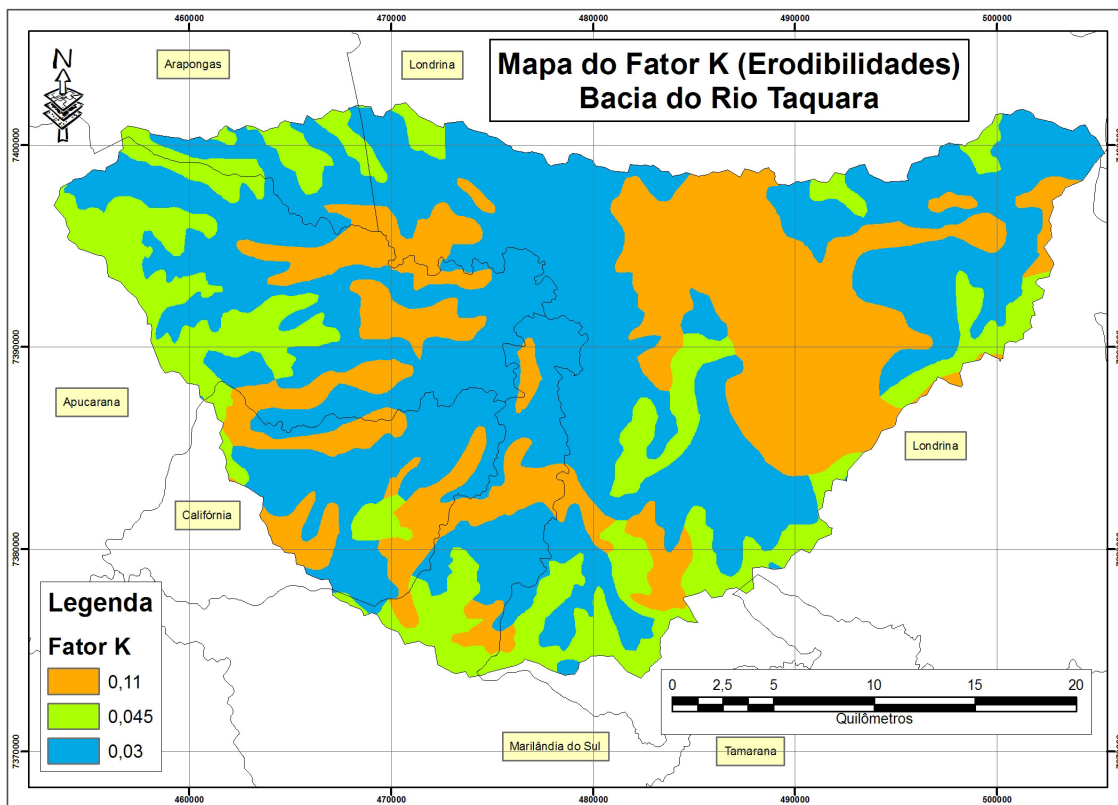 460000 470000 480000 490000 500000
N
Arapongas
Londrina
Mapa do Fator K (Erodibilidades)
Bacia do Rio Taquara
7400000
7390000
Apucarana
Londrina
Califórnia
7380000
Legenda
Fator K
0,11
0,045
0,03
0 2,5 5 10 15 20
Quilômetros
Marilândia do Sul
Tamarana
7370000
460000 470000 480000 490000 500000